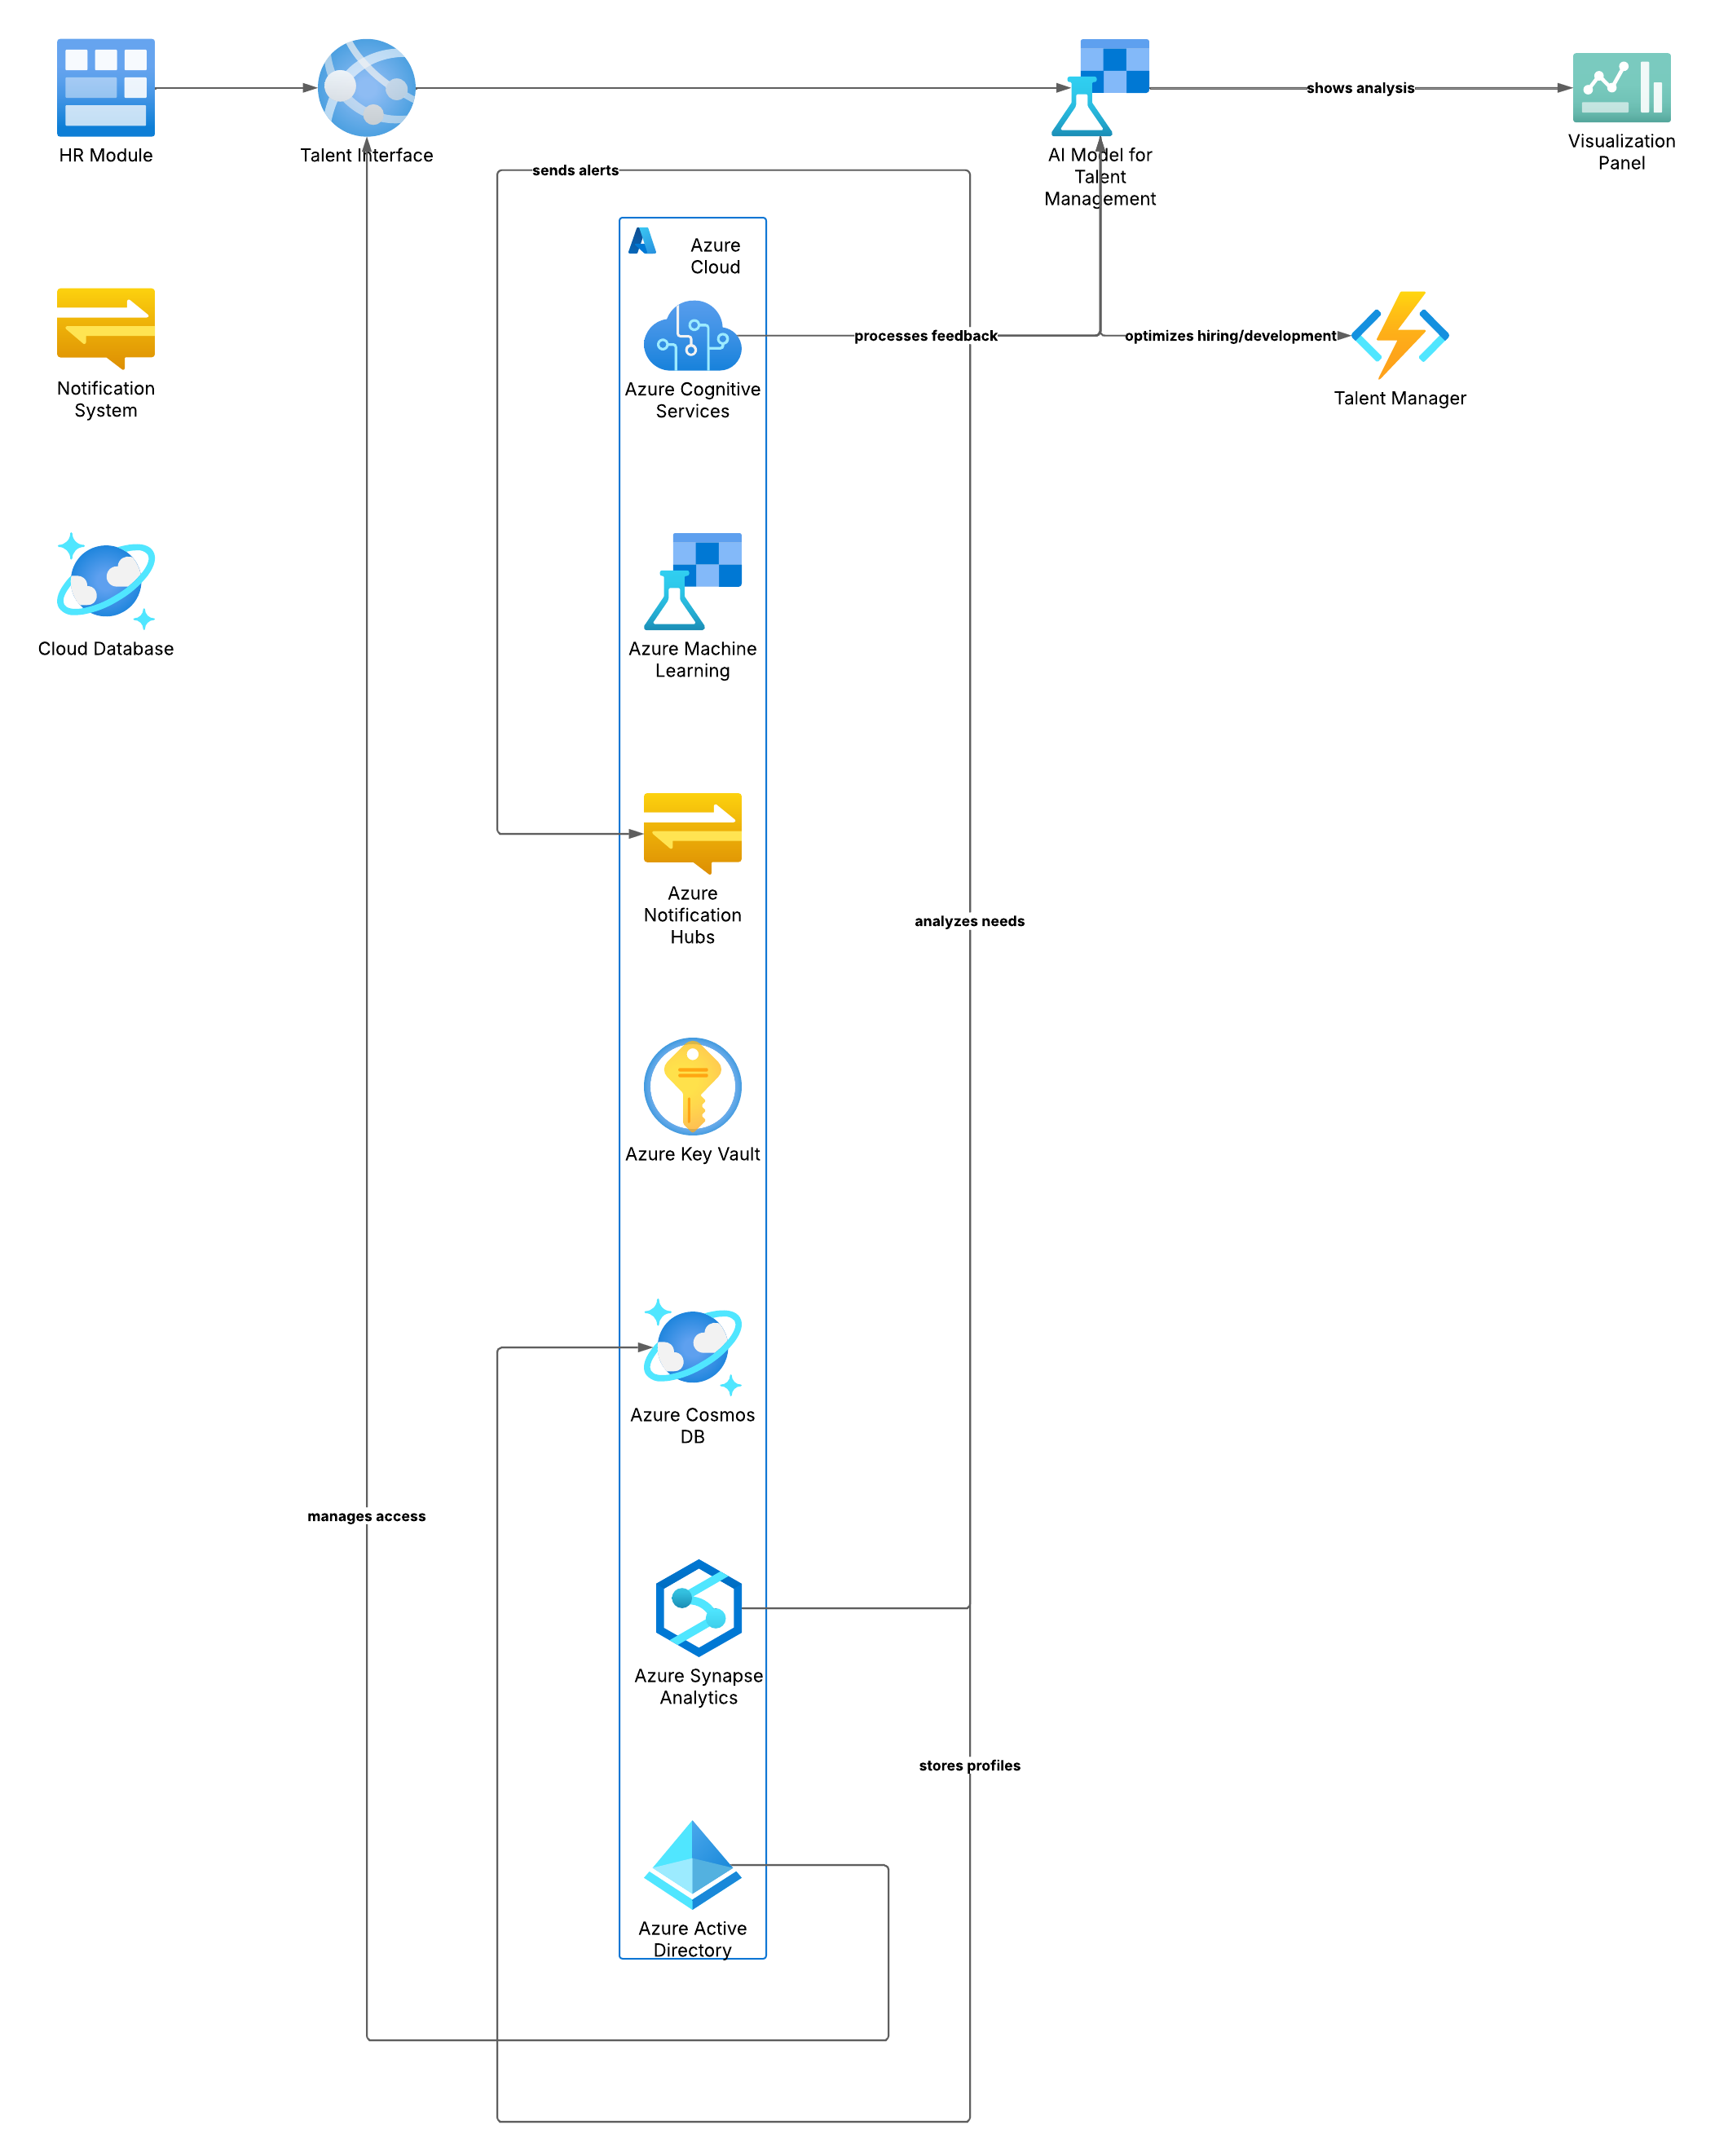 HR Module
Talent Interface
AI Model for
Talent
Management
shows analysis
Visualization
Panel
sends alerts
Azure
Cloud
Notification
System
Azure Cognitive
Services
processes feedback
optimizes hiring/development
Talent Manager
Cloud Database
Azure Machine
Learning
Azure
Notification
Hubs
analyzes needs
Azure Key Vault
Azure Cosmos
DB
manages access
Azure Synapse
Analytics
stores profiles
Azure Active
Directory